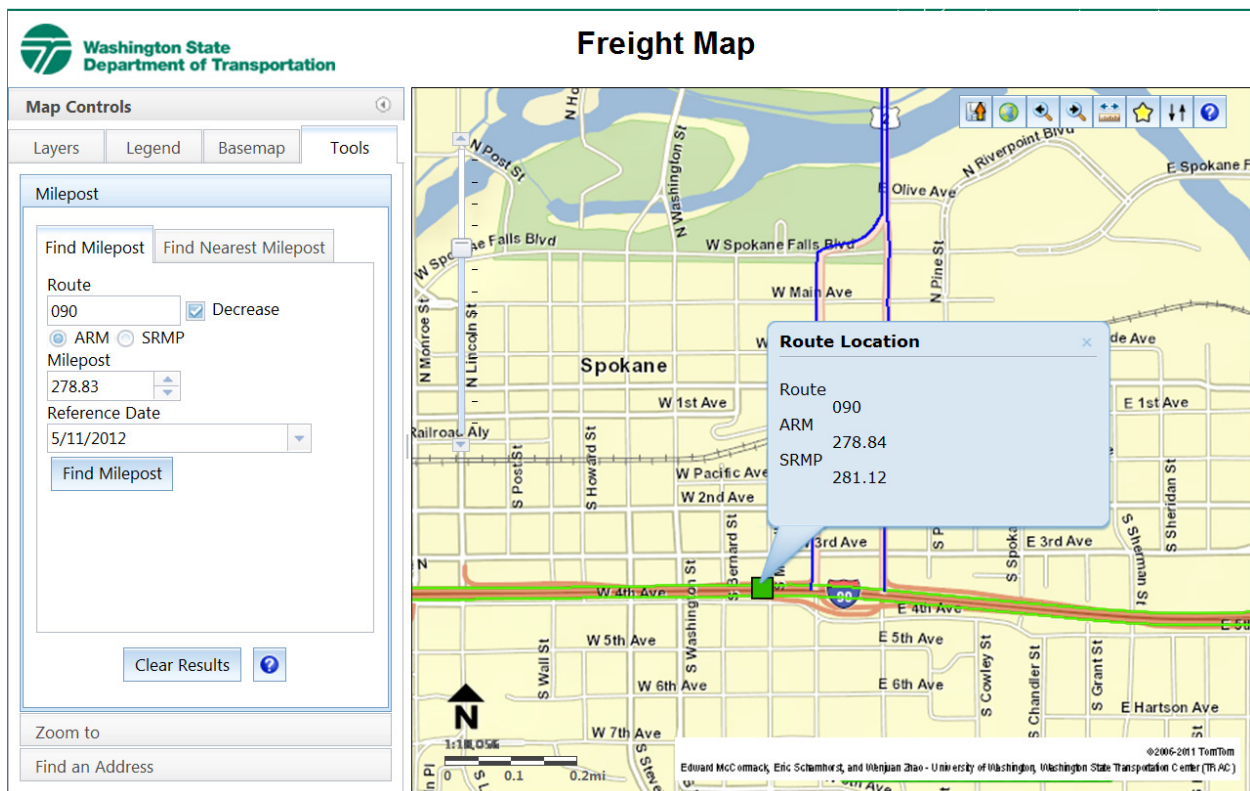 Washington State
Department of Transportation
Freight Map
Map Controls
Layers
Legend
Basemap
Tools
Milepost
Find Milepost
Find Nearest Milepost
Route
090
Decrease
ARM
SRMP
Milepost
278.83
Reference Date
5/11/2012
Find Milepost
Clear Results
Zoom to
Find an Address
N Post St
N Washington St
2
N Riverpoint Blvd
E Spokane F
E Olive Ave
W Spokane Falls Blvd
N Pine St
W Main Ave
N Monroe St
N Lincoln St
Spokane
W 1st Ave
E 1st Ave
Railroad Aly
S Post St
S Howard St
W Pacific Ave
W 2nd Ave
S Bernard St
3rd Ave
E 3rd Ave
S Sheridan St
S Sherman St
W 4th Ave
90
E 4th Ave
S Washington St
W 5th Ave
E 5th Ave
S Wall St
W 6th Ave
E 6th Ave
S Cowley St
S Chandler St
S Grant St
E Hartson Ave
W 7th Ave
Route Location
Route
090
ARM
278.84
SRMP
281.12
N
0 0.1 0.2mi
©2006-2011 TomTom
Edward McCormack, Eric Scharnhorst, and Wenjuan Zhao - University of Washington, Washington State Transportation Center (TRAC)